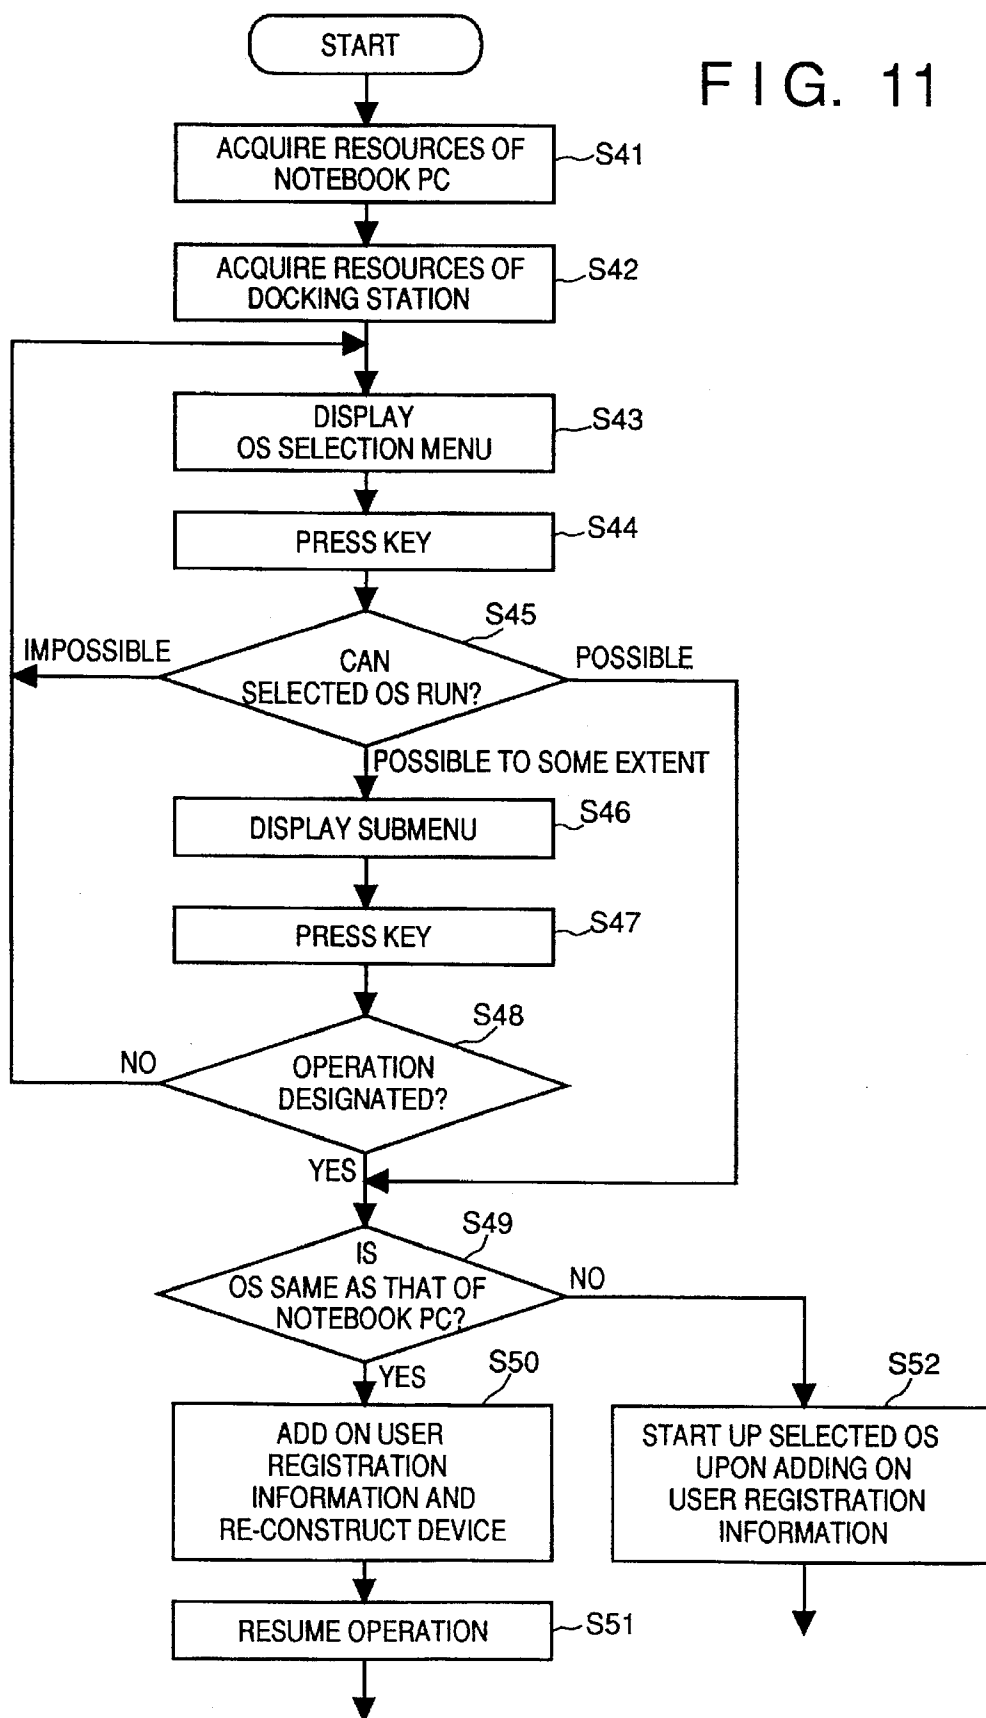 START
FIG. 11
ACQUIRE RESOURCES OF
NOTEBOOK PC
S41
ACQUIRE RESOURCES OF
DOCKING STATION
S42
DISPLAY
OS SELECTION MENU
S43
PRESS KEY
S44
S45
IMPOSSIBLE
CAN
SELECTED OS RUN?
POSSIBLE
POSSIBLE TO SOME EXTENT
DISPLAY SUBMENU
S46
PRESS KEY
S47
S48
NO
OPERATION
DESIGNATED?
YES
S49
IS
OS SAME AS THAT OF
NOTEBOOK PC?
NO
YES
S50
S52
ADD ON USER
REGISTRATION
INFORMATION AND
RE-CONSTRUCT DEVICE
START UP SELECTED OS
UPON ADDING ON
USER REGISTRATION
INFORMATION
RESUME OPERATION
S51